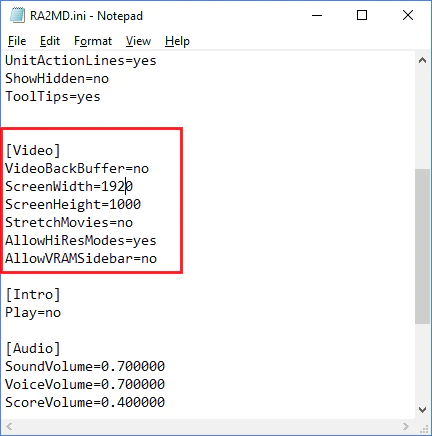 RA2MD.ini - Notepad
File Edit Format View Help
UnitActionLines=yes
ShowHidden=no
ToolTips=yes
[Video]
VideoBackBuffer=no
ScreenWidth=1920
ScreenHeight=1000
StretchMovies=no
AllowHiResModes=yes
AllowVRAMSidebar=no
[Intro]
Play=no
[Audio]
SoundVolume=0.700000
VoiceVolume=0.700000
ScoreVolume=0.400000